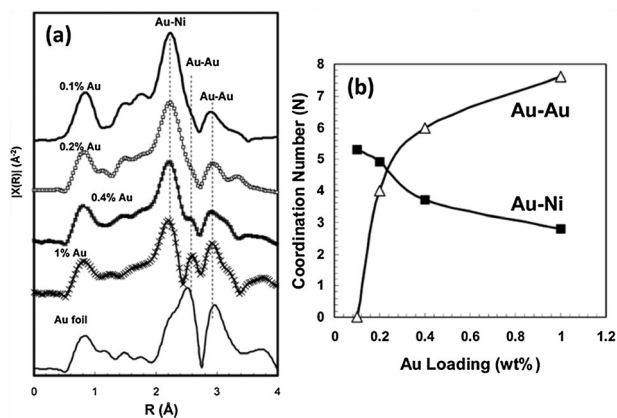 (a)
Au–Ni
Au–Au
Au–Au
0.1% Au
0.2% Au
0.4% Au
1% Au
Au foil
|X(R)| (Å⁻²)
0 1 2 3 4
R (Å)
(b)
8
7
6
5
4
3
2
1
0
Coordination Number (N)
Au-Au
Au-Ni
0 0.2 0.4 0.6 0.8 1 1.2
Au Loading (wt%)